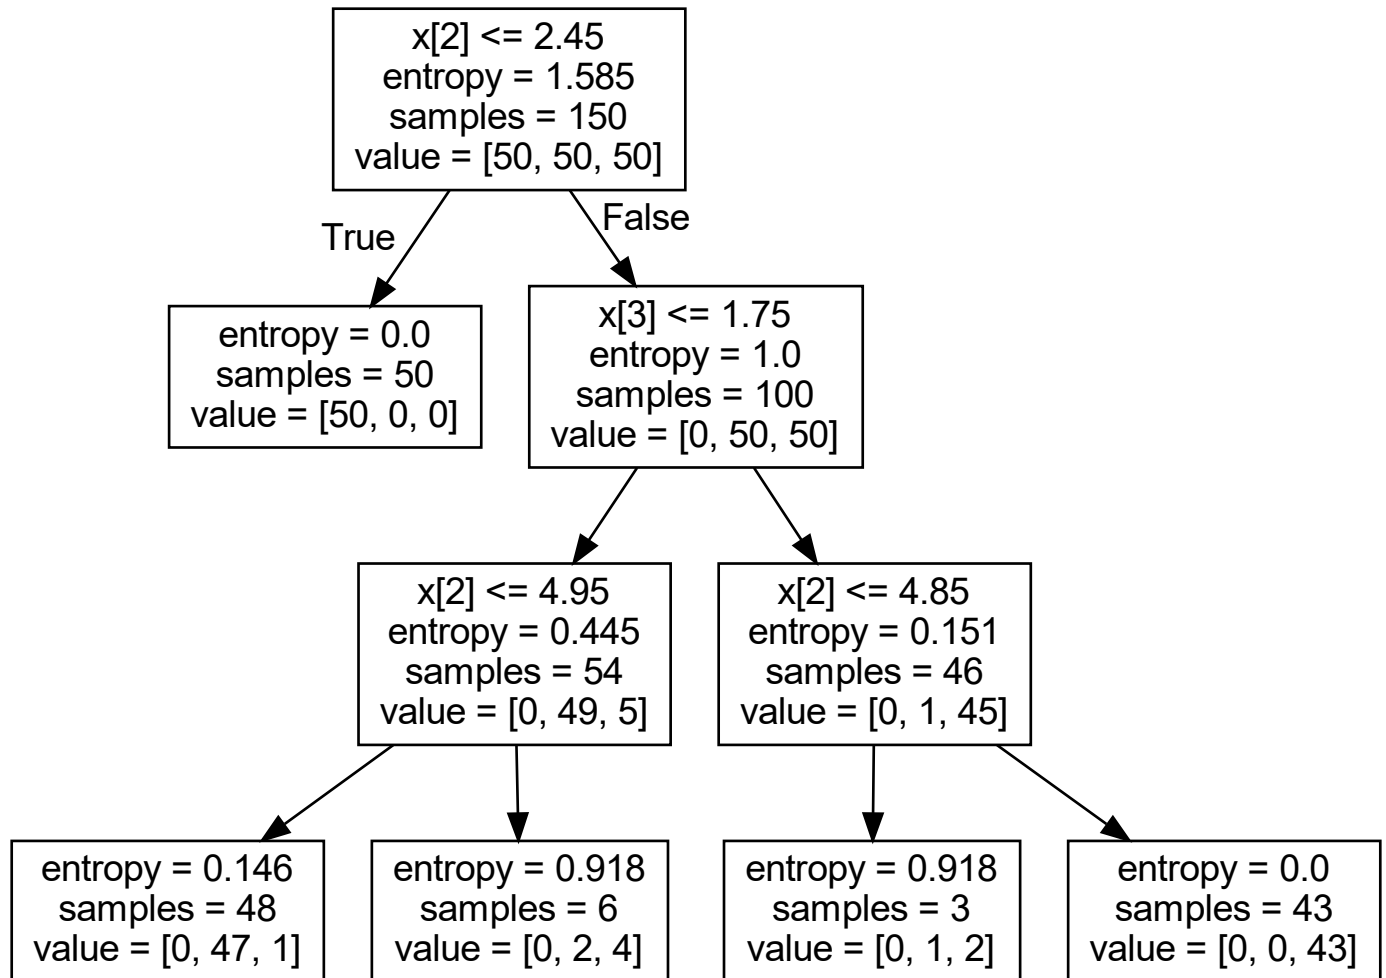 x[2] <= 2.45
entropy = 1.585
samples = 150
value = [50, 50, 50]
True
False
entropy = 0.0
samples = 50
value = [50, 0, 0]
x[3] <= 1.75
entropy = 1.0
samples = 100
value = [0, 50, 50]
x[2] <= 4.95
entropy = 0.445
samples = 54
value = [0, 49, 5]
x[2] <= 4.85
entropy = 0.151
samples = 46
value = [0, 1, 45]
entropy = 0.146
samples = 48
value = [0, 47, 1]
entropy = 0.918
samples = 6
value = [0, 2, 4]
entropy = 0.918
samples = 3
value = [0, 1, 2]
entropy = 0.0
samples = 43
value = [0, 0, 43]